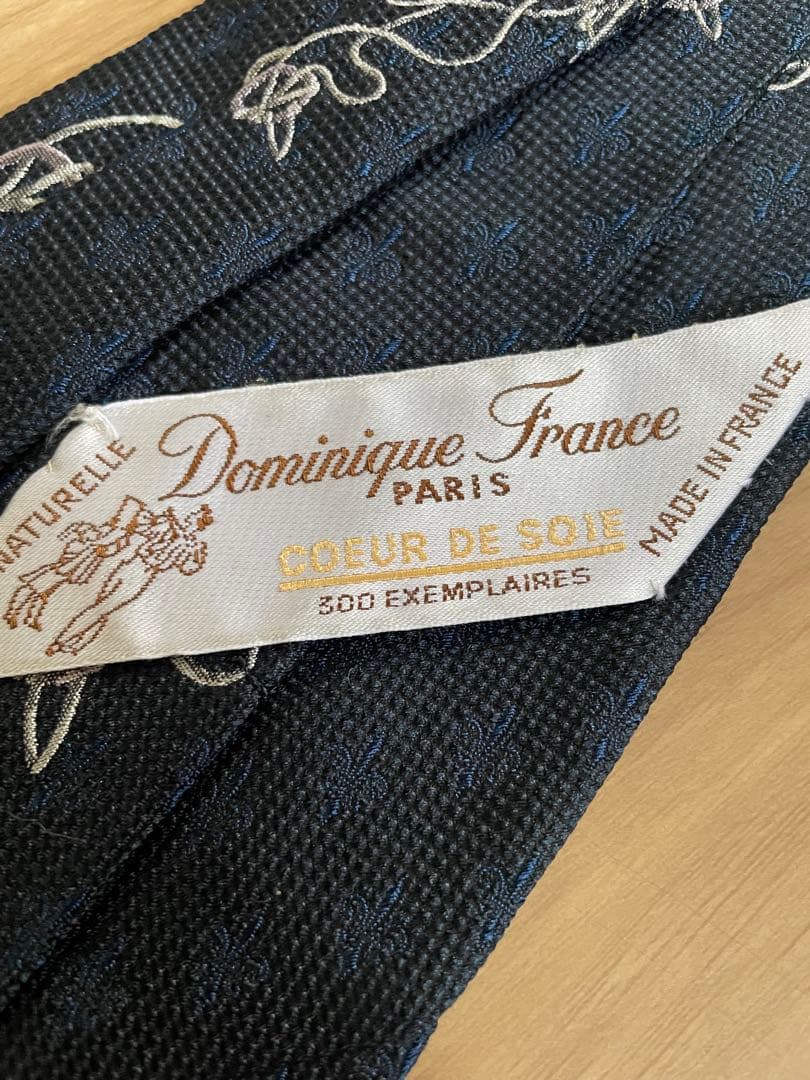 NATURELLE
Dominique France
PARIS
COEUR DE SOIE
300 EXEMPLAIRES
MADE IN FRANCE